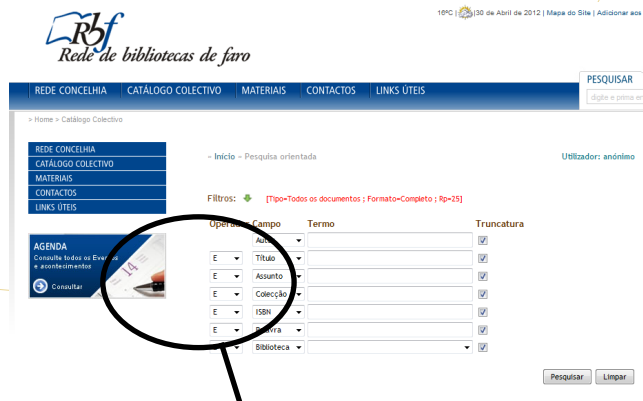 16ºC | |30 de Abril de 2012 | Mapa do Site | Adicionar aos
Rbf
Rede de bibliotecas de faro
PESQUISAR
REDE CONCELHIA CATÁLOGO COLECTIVO MATERIAIS CONTACTOS LINKS ÚTEIS
digite e prima en
> Home > Catálogo Colectivo
REDE CONCELHIA
CATÁLOGO COLECTIVO
MATERIAIS
CONTACTOS
LINKS ÚTEIS
- Início - Pesquisa orientada Utilizador: anónimo
Filtros: [Tipo=Todos os documentos ; Formato=Completo ; Rp=25]
Operador Campo Termo Truncatura
AGENDA
Consulte todos os Eventos
e acontecimentos
14
Consultar
E Título
E Assunto
E Colecção
E ISBN
E
Biblioteca
Pesquisar Limpar